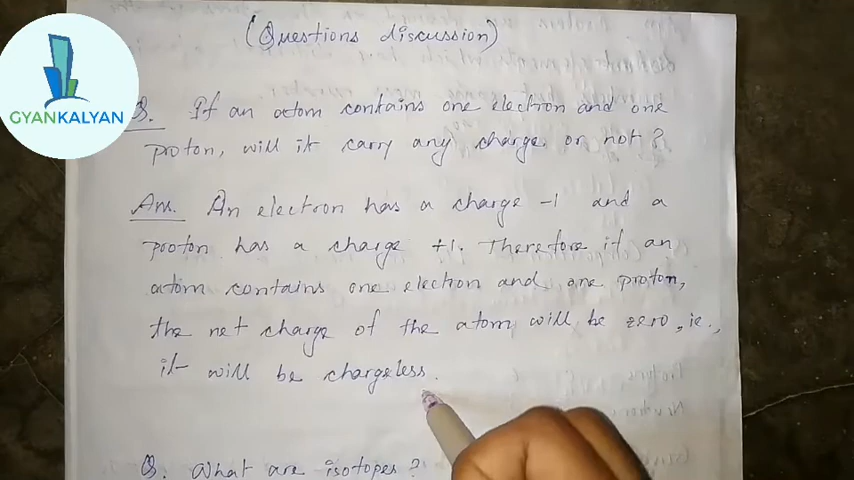 (Questions discussion)
GYANKALYAN
Q. If an atom contains one electron and one
proton, will it carry any charge or not?
Ans. An electron has a charge -1 and a
proton has a charge +1. Therefore if an
atom contains one electron and one proton,
the net charge of the atom will be zero, ie.,
it will be chargeless.
Q. What are isotopes?